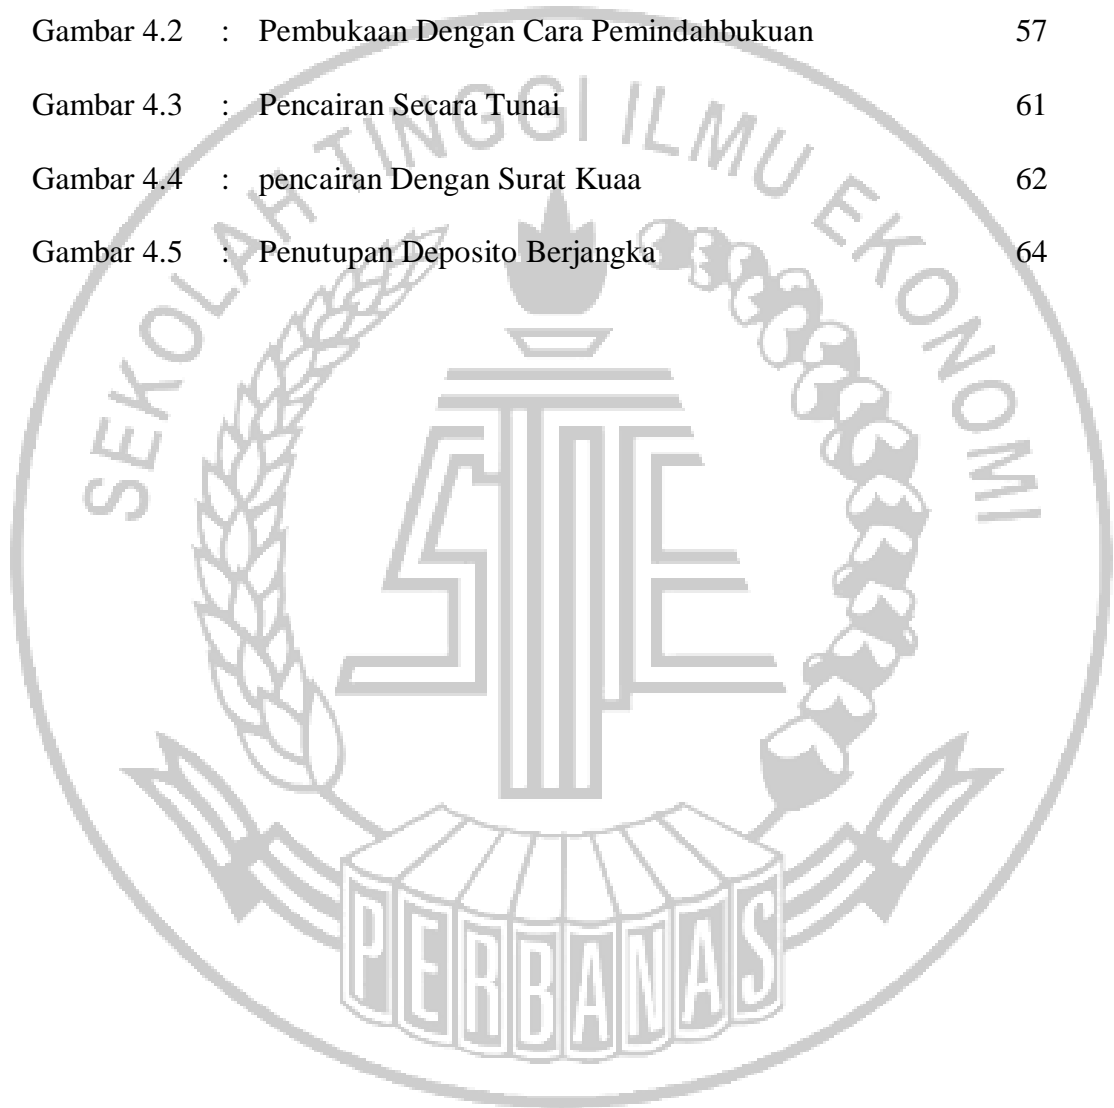 Gambar 4.2 : Pembukaan Dengan Cara Pemindahbukuan 57
Gambar 4.3 : Pencairan Secara Tunai 61
Gambar 4.4 : pencairan Dengan Surat Kuaa 62
Gambar 4.5 : Penutupan Deposito Berjangka 64
SEKOLAH TINGGI ILMU EKONOMI
STIE
PERBANAS